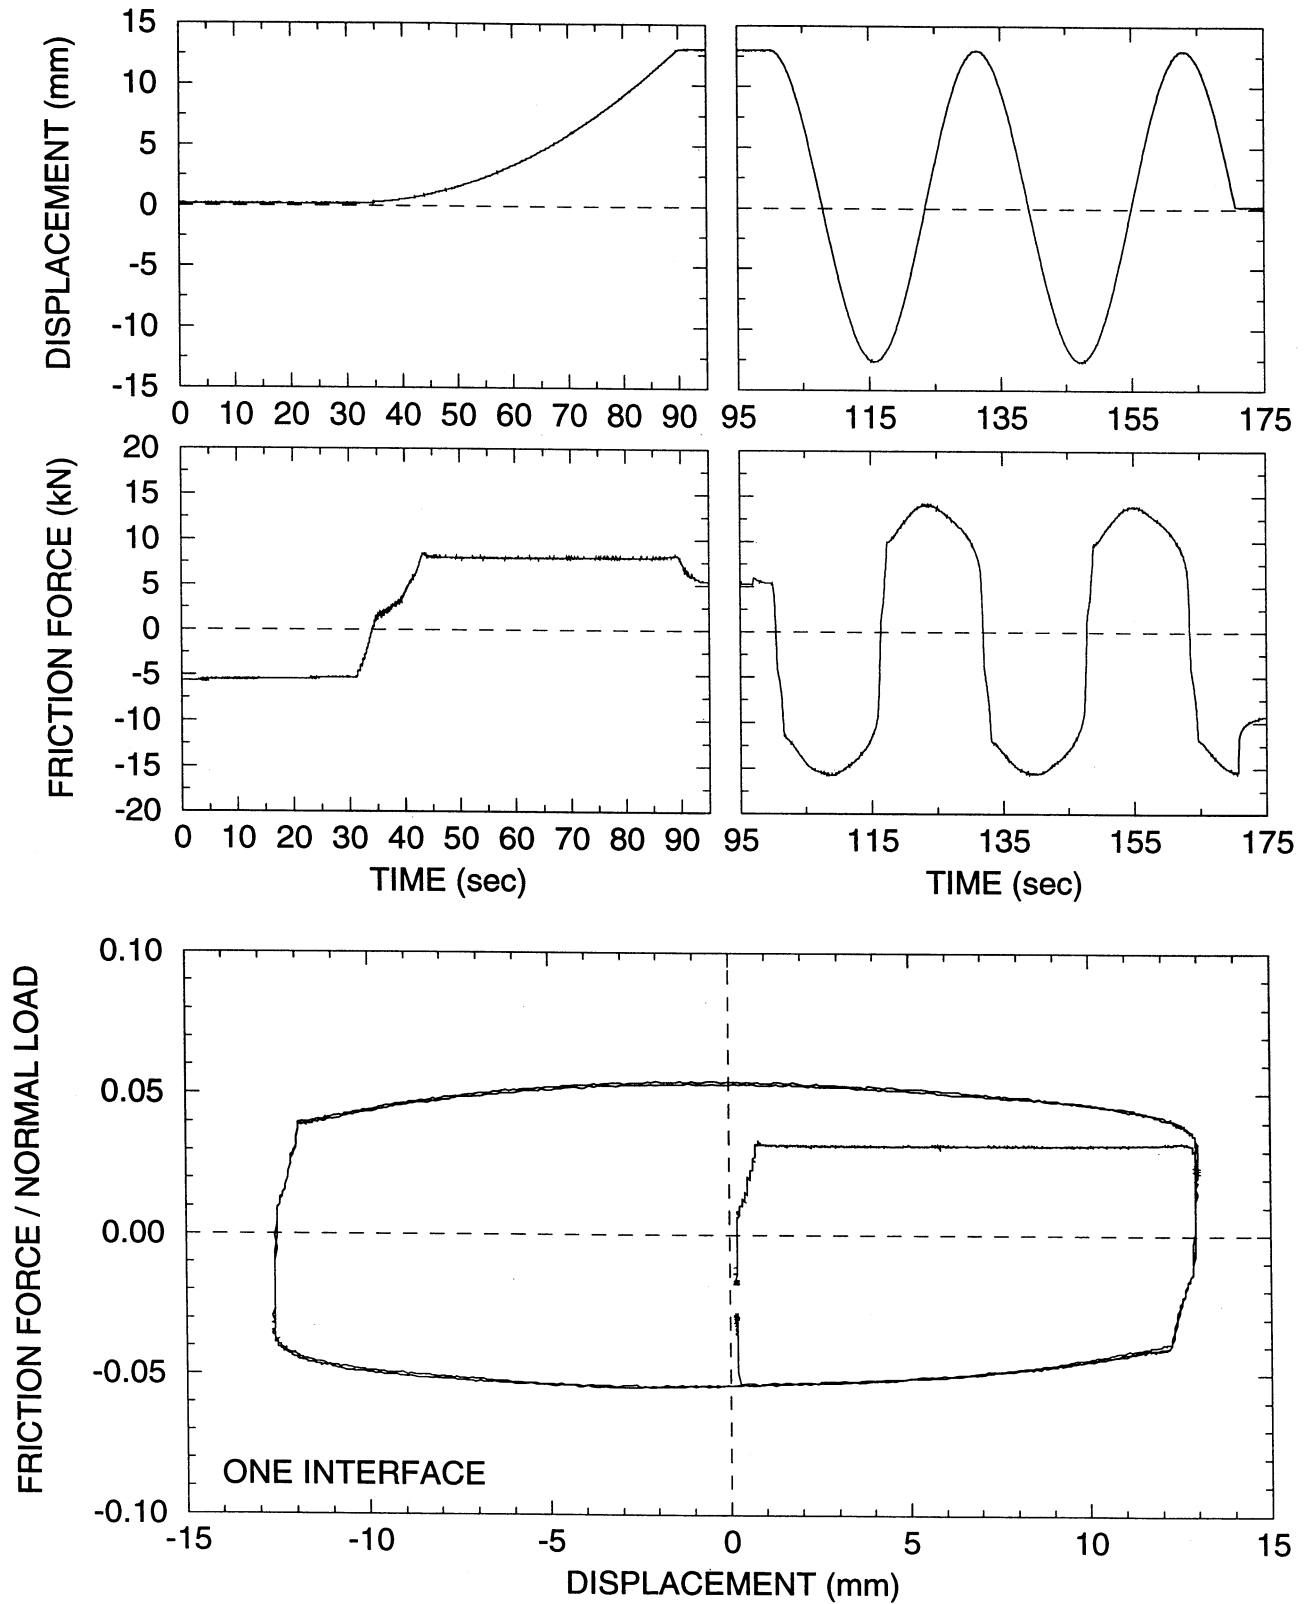 DISPLACEMENT (mm)
15
10
5
0
-5
-10
-15
0 10 20 30 40 50 60 70 80 90
95 115 135 155 175
FRICTION FORCE (kN)
20
15
10
5
0
-5
-10
-15
-20
0 10 20 30 40 50 60 70 80 90
95 115 135 155 175
TIME (sec)
TIME (sec)
FRICTION FORCE / NORMAL LOAD
0.10
0.05
0.00
-0.05
-0.10
ONE INTERFACE
-15 -10 -5 0 5 10 15
DISPLACEMENT (mm)